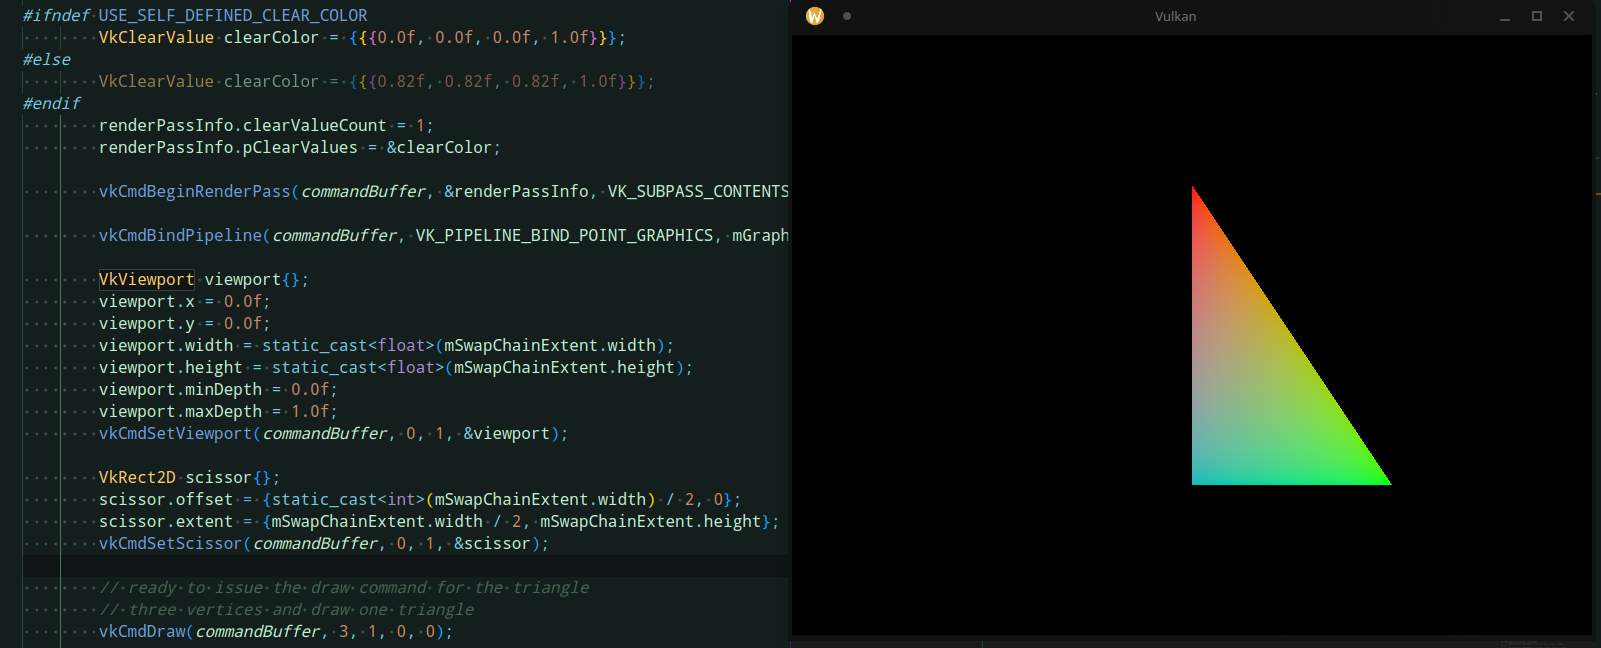 #ifndef USE_SELF_DEFINED_CLEAR_COLOR
VkClearValue clearColor = {{{0.0f, 0.0f, 0.0f, 1.0f}}};
#else
VkClearValue clearColor = {{{0.82f, 0.82f, 0.82f, 1.0f}}};
#endif
renderPassInfo.clearValueCount = 1;
renderPassInfo.pClearValues = &clearColor;
vkCmdBeginRenderPass(commandBuffer, &renderPassInfo, VK_SUBPASS_CONTENTS
vkCmdBindPipeline(commandBuffer, VK_PIPELINE_BIND_POINT_GRAPHICS, mGraph
VkViewport viewport{};
viewport.x = 0.0f;
viewport.y = 0.0f;
viewport.width = static_cast<float>(mSwapChainExtent.width);
viewport.height = static_cast<float>(mSwapChainExtent.height);
viewport.minDepth = 0.0f;
viewport.maxDepth = 1.0f;
vkCmdSetViewport(commandBuffer, 0, 1, &viewport);
VkRect2D scissor{};
scissor.offset = {static_cast<int>(mSwapChainExtent.width) / 2, 0};
scissor.extent = {mSwapChainExtent.width / 2, mSwapChainExtent.height};
vkCmdSetScissor(commandBuffer, 0, 1, &scissor);
// ready to issue the draw command for the triangle
// three vertices and draw one triangle
vkCmdDraw(commandBuffer, 3, 1, 0, 0);
W
Vulkan